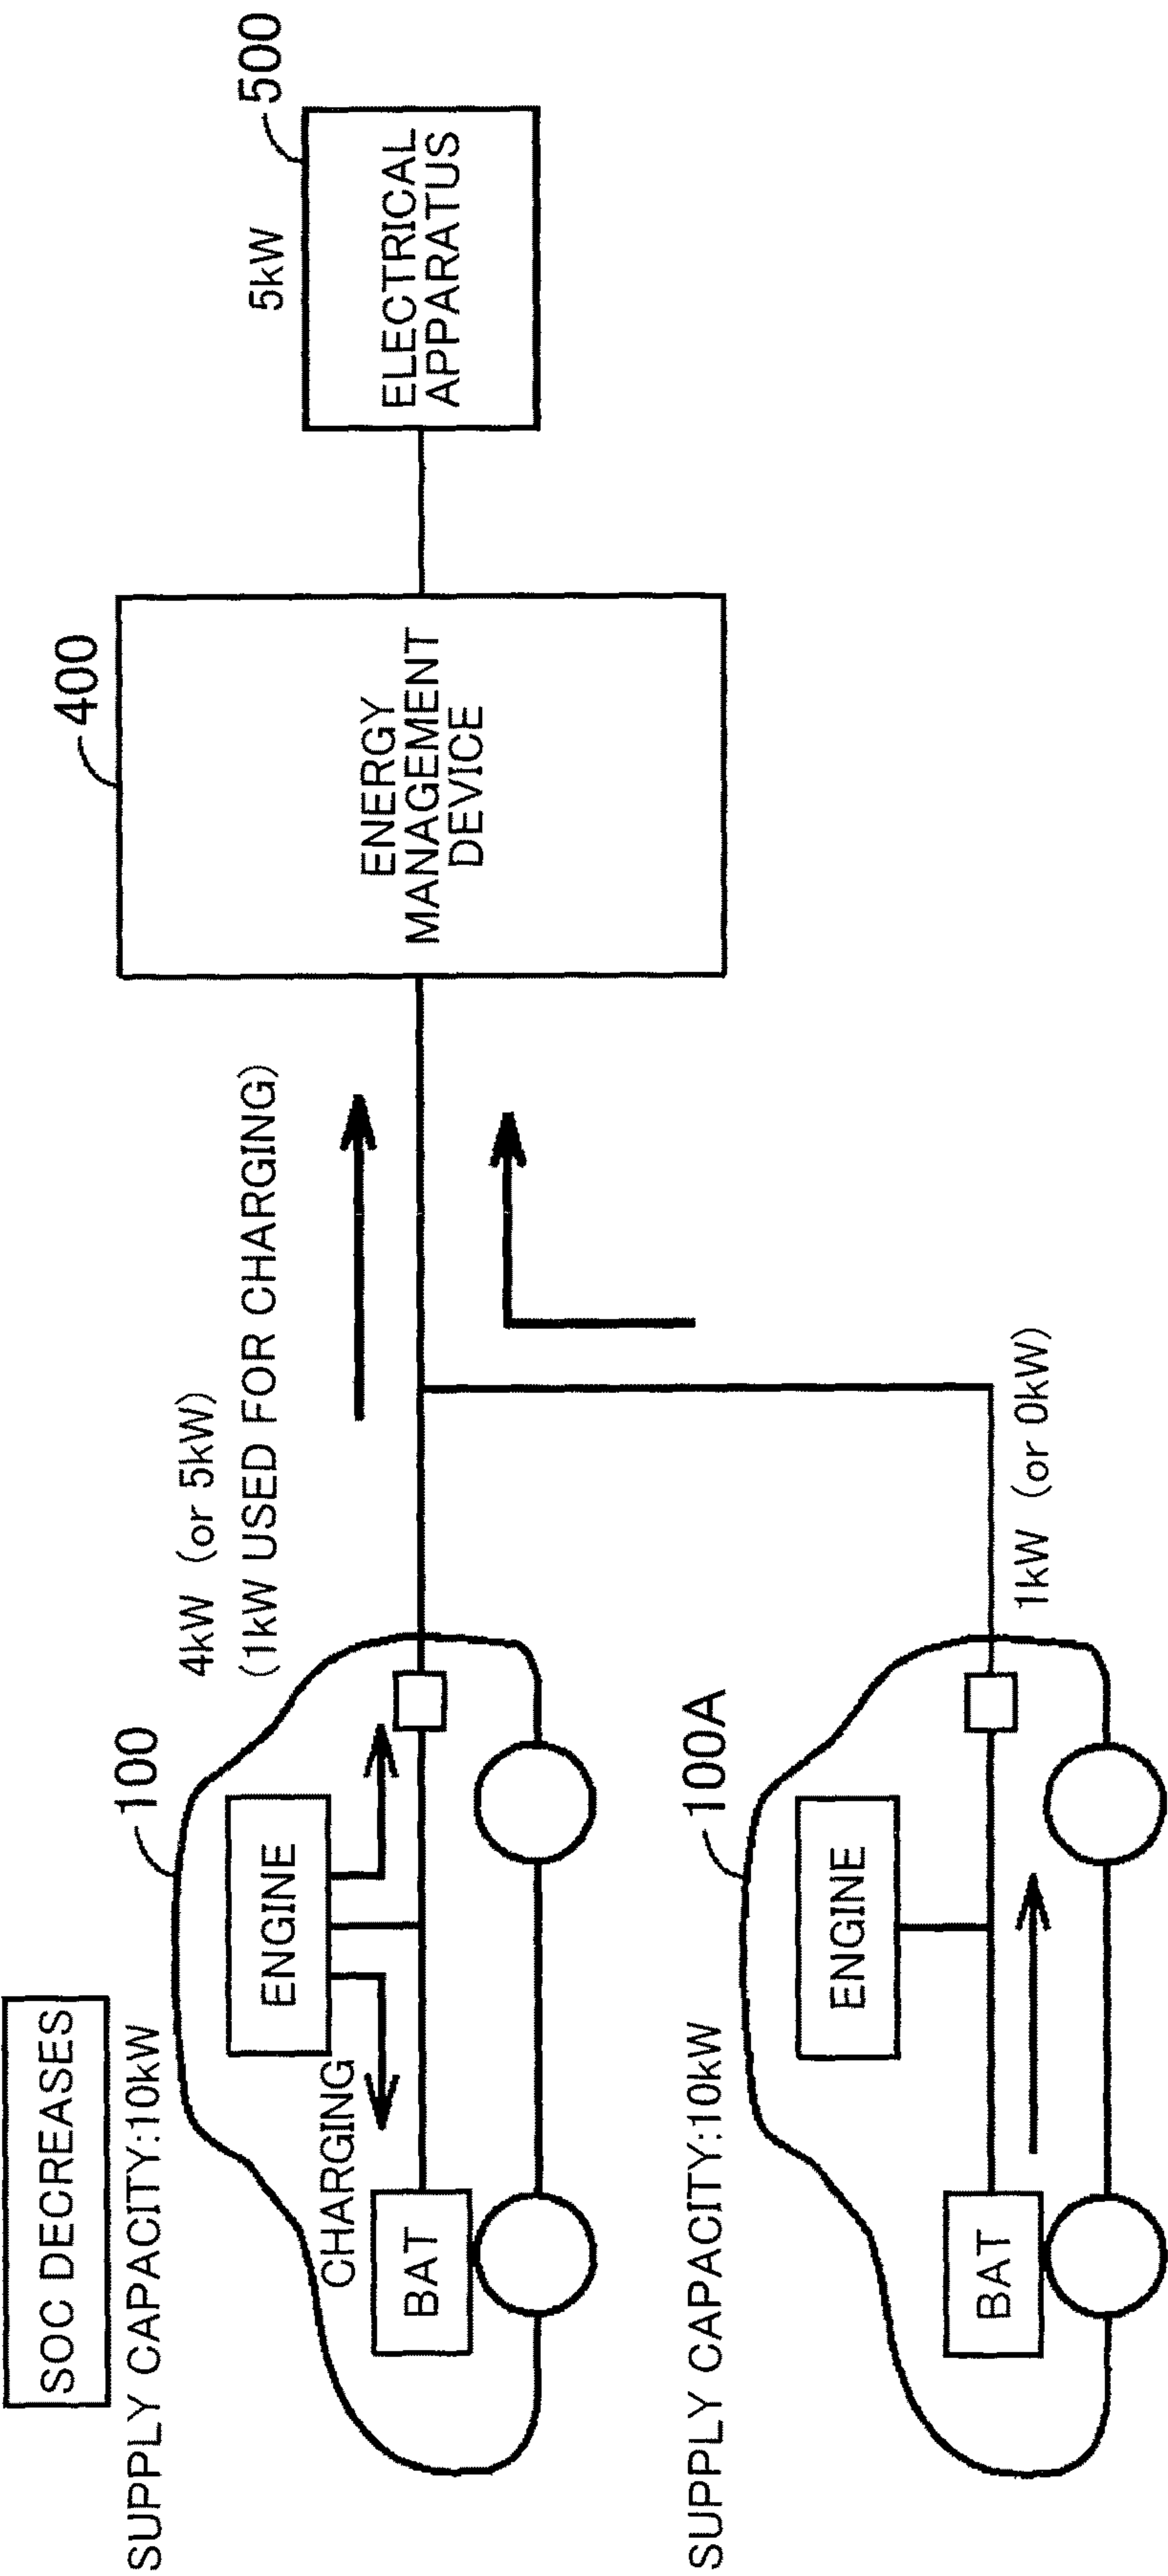 SOC DECREASES
SUPPLY CAPACITY:10kW
100
4kW (or 5kW)
(1kW USED FOR CHARGING)
400
500
5kW
ENGINE
CHARGING
BAT
ENERGY
MANAGEMENT
DEVICE
ELECTRICAL
APPARATUS
SUPPLY CAPACITY:10kW
100A
ENGINE
BAT
1kW (or 0kW)